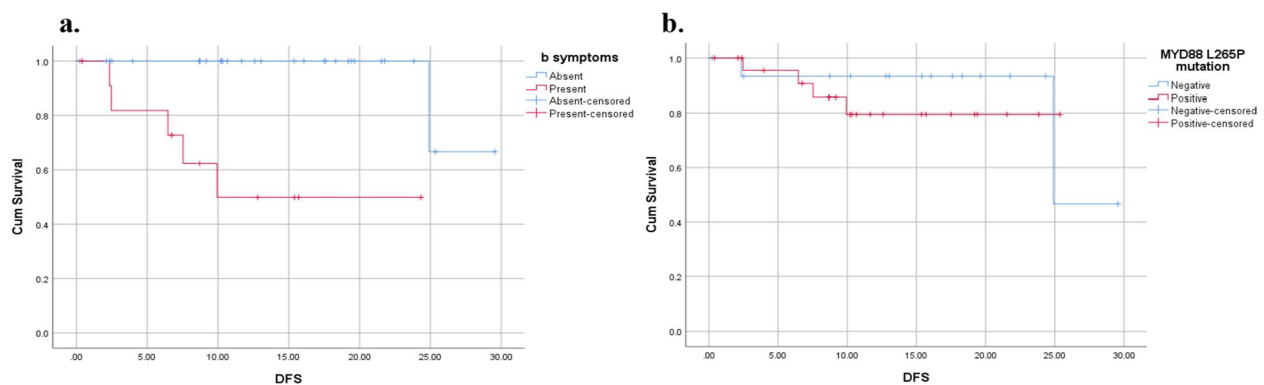 a.
b symptoms
Absent
Present
Absent-censored
Present-censored
1.0
0.8
0.6
0.4
0.2
0.0
Cum Survival
.00 5.00 10.00 15.00 20.00 25.00 30.00
DFS
b.
MYD88 L265P
mutation
Negative
Positive
Negative-censored
Positive-censored
1.0
0.8
0.6
0.4
0.2
0.0
Cum Survival
.00 5.00 10.00 15.00 20.00 25.00 30.00
DFS